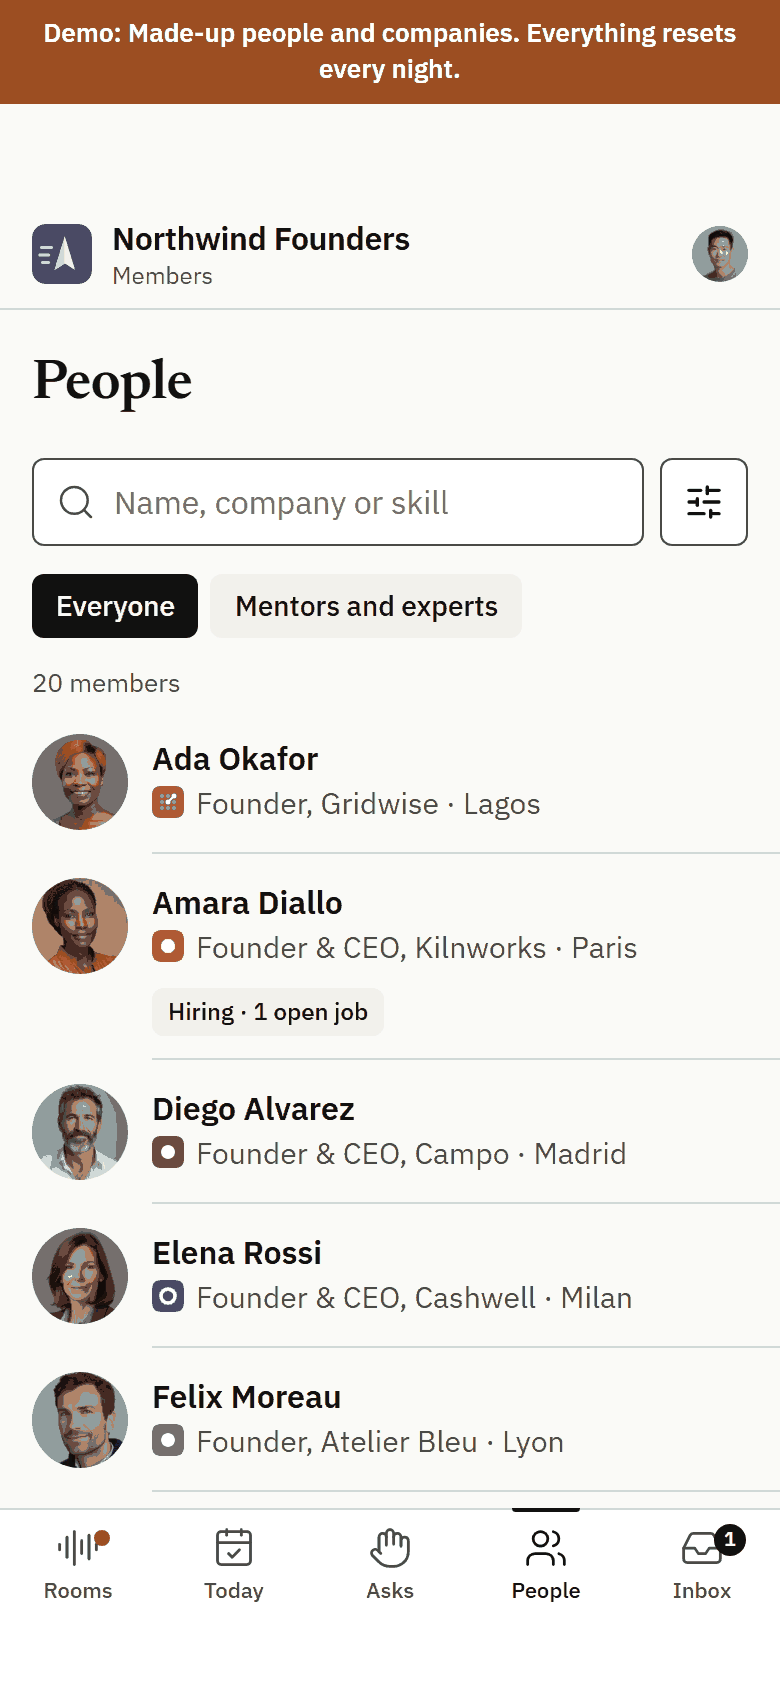 Demo: Made-up people and companies. Everything resets
every night.
Northwind Founders
Members
People
Name, company or skill
Everyone
Mentors and experts
20 members
Ada Okafor
Founder, Gridwise · Lagos
Amara Diallo
Founder & CEO, Kilnworks · Paris
Hiring · 1 open job
Diego Alvarez
Founder & CEO, Campo · Madrid
Elena Rossi
Founder & CEO, Cashwell · Milan
Felix Moreau
Founder, Atelier Bleu · Lyon
1
Rooms
Today
Asks
People
Inbox